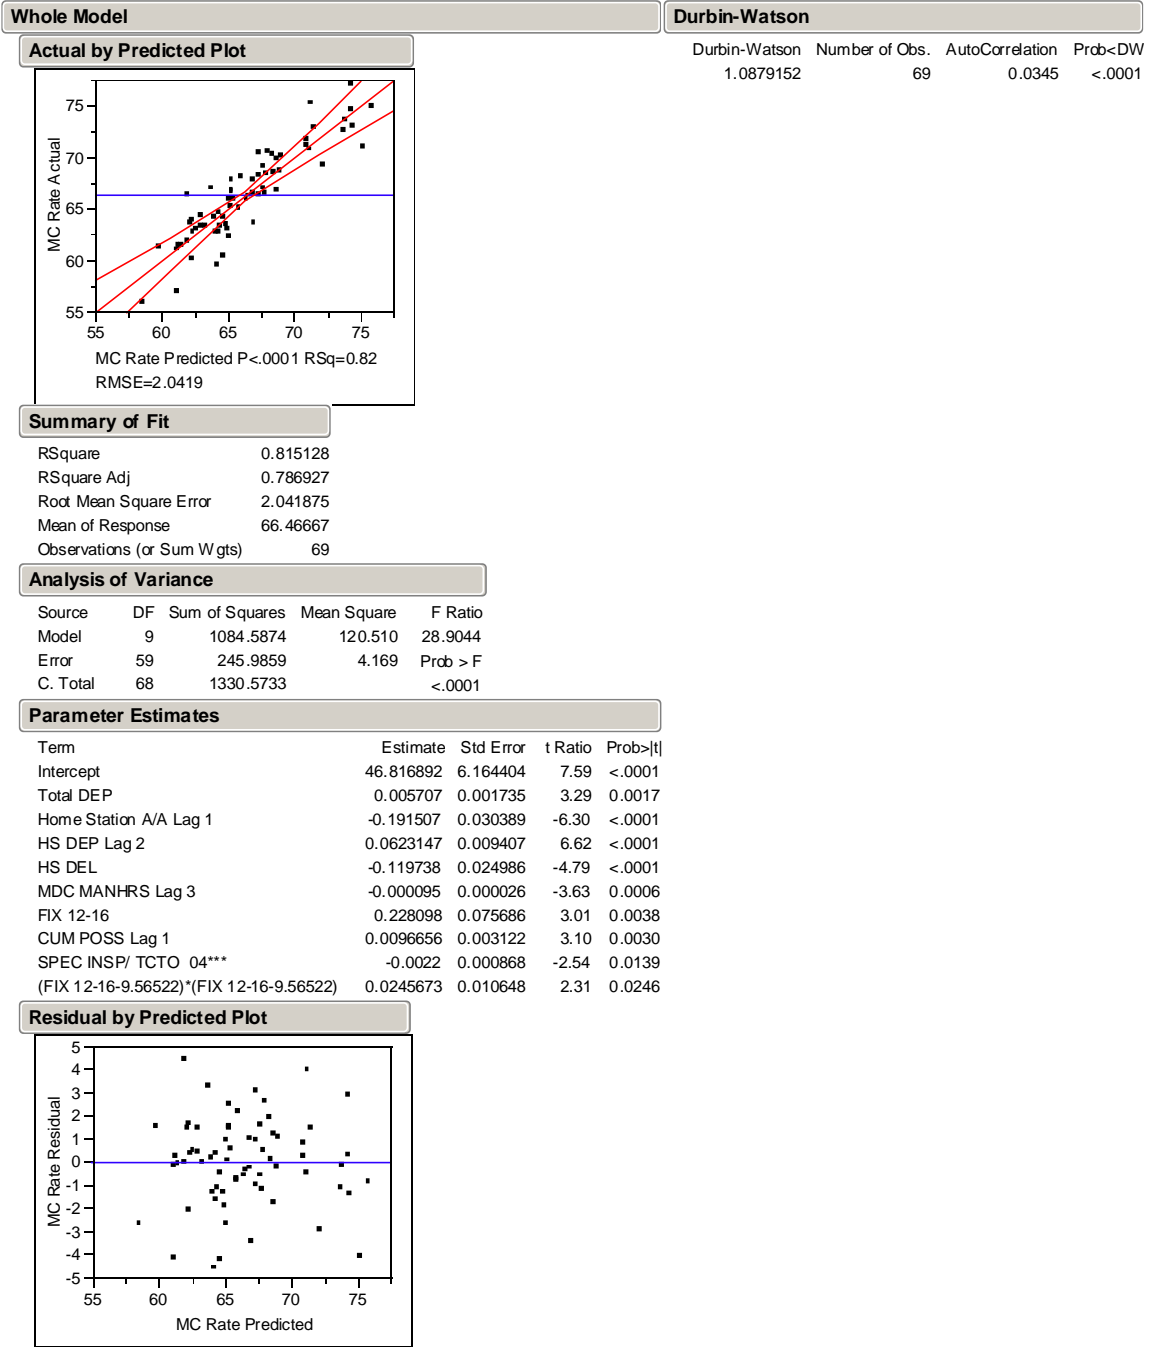 Whole Model
Actual by Predicted Plot
MC Rate Actual
75
70
65
60
55
55 60 65 70 75
MC Rate Predicted P<.0001 RSq=0.82
RMSE=2.0419
Summary of Fit
RSquare 0.815128
RSquare Adj 0.786927
Root Mean Square Error 2.041875
Mean of Response 66.46667
Observations (or Sum Wgts) 69
Analysis of Variance
Source DF Sum of Squares Mean Square F Ratio
Model 9 1084.5874 120.510 28.9044
Error 59 245.9859 4.169 Prob > F
C. Total 68 1330.5733 <.0001
Parameter Estimates
Term Estimate Std Error t Ratio Prob>|t|
Intercept 46.816892 6.164404 7.59 <.0001
Total DEP 0.005707 0.001735 3.29 0.0017
Home Station A/A Lag 1 -0.191507 0.030389 -6.30 <.0001
HS DEP Lag 2 0.0623147 0.009407 6.62 <.0001
HS DEL -0.119738 0.024986 -4.79 <.0001
MDC MANHRS Lag 3 -0.000095 0.000026 -3.63 0.0006
FIX 12-16 0.228098 0.075686 3.01 0.0038
CUM POSS Lag 1 0.0096656 0.003122 3.10 0.0030
SPEC INSP/ TCTO 04*** -0.0022 0.000868 -2.54 0.0139
(FIX 12-16-9.56522)*(FIX 12-16-9.56522) 0.0245673 0.010648 2.31 0.0246
Residual by Predicted Plot
MC Rate Residual
5
4
3
2
1
0
-1
-2
-3
-4
-5
55 60 65 70 75
MC Rate Predicted
Durbin-Watson
Durbin-Watson Number of Obs. AutoCorrelation Prob<DW
1.0879152 69 0.0345 <.0001